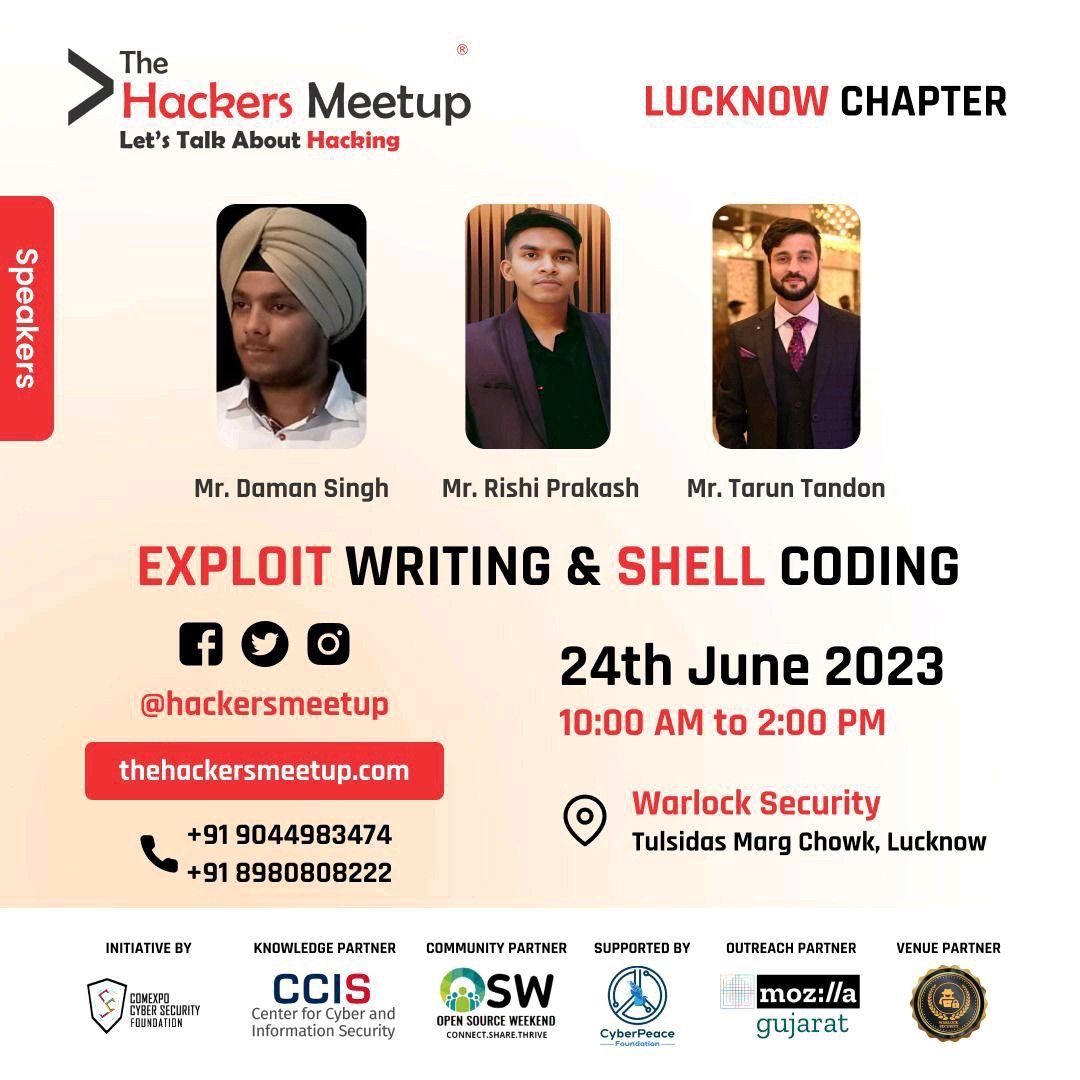 The
®
Hackers Meetup
Let's Talk About Hacking
LUCKNOW CHAPTER
Speakers
Mr. Daman Singh
Mr. Rishi Prakash
Mr. Tarun Tandon
EXPLOIT WRITING & SHELL CODING
@hackersmeetup
thehackersmeetup.com
+91 9044983474
+91 8980808222
24th June 2023
10:00 AM to 2:00 PM
Warlock Security
Tulsidas Marg Chowk, Lucknow
INITIATIVE BY
COMEXPO
CYBER SECURITY
FOUNDATION
KNOWLEDGE PARTNER
CCIS
Center for Cyber and
Information Security
COMMUNITY PARTNER
OSW
OPEN SOURCE WEEKEND
CONNECT.SHARE.THRIVE
SUPPORTED BY
CyberPeace
Foundation
OUTREACH PARTNER
moz://a
gujarat
VENUE PARTNER
WARLOCK
SECURITY